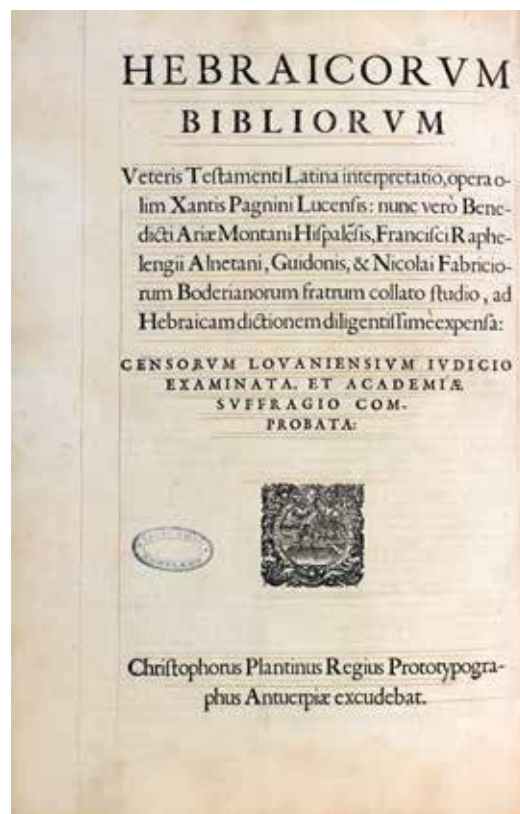 HEBRAICORVM
BIBLIORVM
Veteris Teſtamenti Latina interpretatio, opera o-
lim Xantis Pagnini Lucenſis: nunc verò Bene-
dicti Ariæ Montani Hiſpalẽſis, Franciſci Raphe-
lengii Alnetani, Guidonis, & Nicolai Fabricio-
rum Boderianorum fratrum collato ſtudio, ad
Hebraicam dictionem diligentiſſimè expenſa:
CENSORVM LOVANIENSIVM IVDICIO
EXAMINATA, ET ACADEMIÆ
SVFFRAGIO COM-
PROBATA:
Chriſtophorus Plantinus Regius Prototypogra-
phus Antuerpiæ excudebat.